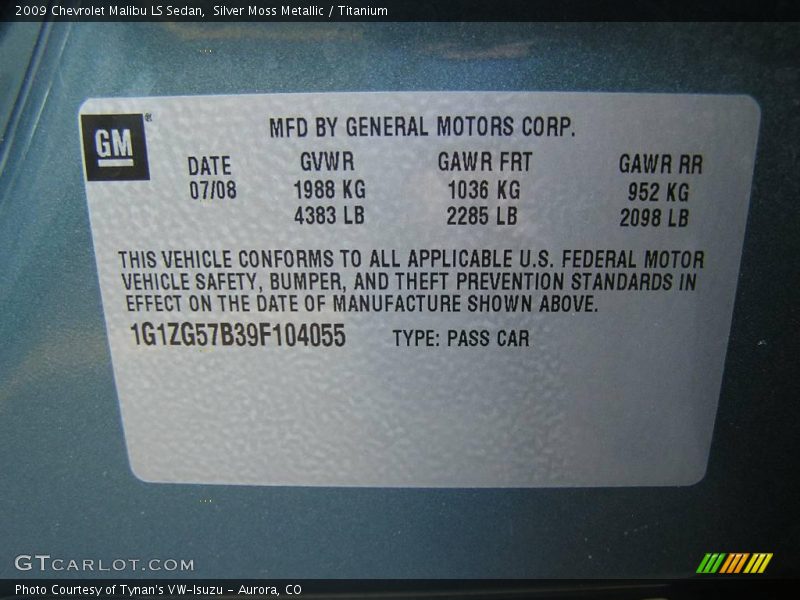 2009 Chevrolet Malibu LS Sedan,  Silver Moss Metallic / Titanium
GM®
MFD BY GENERAL MOTORS CORP.
DATE GVWR GAWR FRT GAWR RR
07/08 1988 KG 1036 KG 952 KG
4383 LB 2285 LB 2098 LB
THIS VEHICLE CONFORMS TO ALL APPLICABLE U.S. FEDERAL MOTOR
VEHICLE SAFETY, BUMPER, AND THEFT PREVENTION STANDARDS IN
EFFECT ON THE DATE OF MANUFACTURE SHOWN ABOVE.
1G1ZG57B39F104055 TYPE: PASS CAR
GTCARLOT.COM
Photo Courtesy of Tynan's VW-Isuzu - Aurora, CO